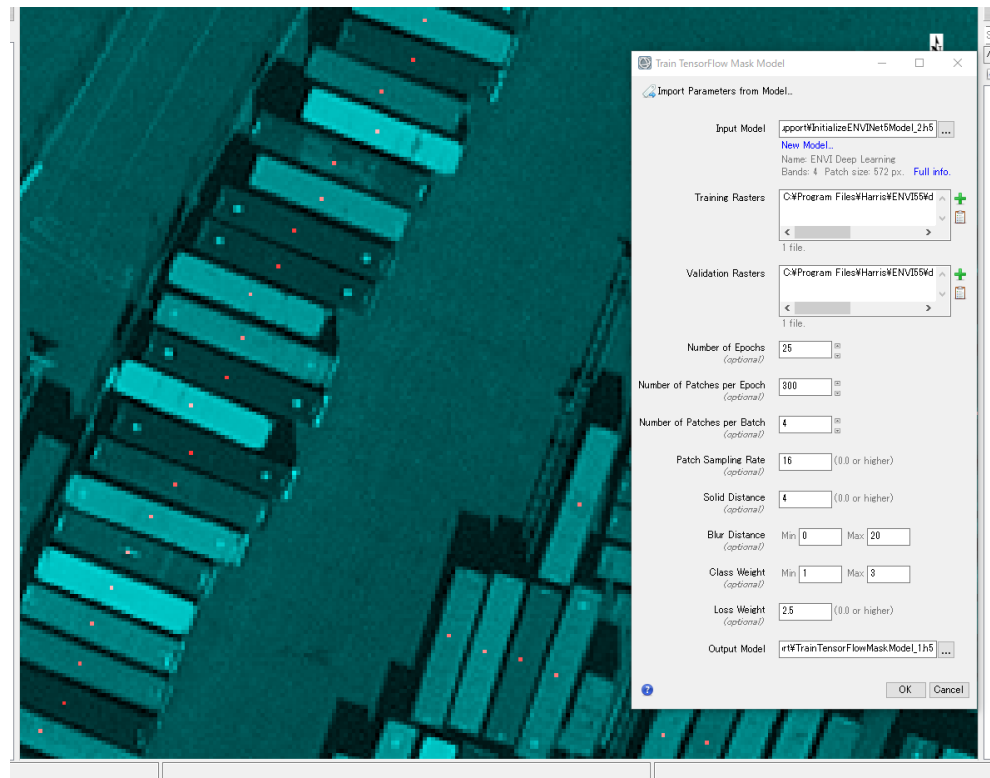 Train TensorFlow Mask Model
Import Parameters from Model...
Input Model
.upport¥InitializeENVINet5Model_2.h5
...
New Model...
Name: ENVI Deep Learning
Bands: 4 Patch size: 572 px. Full info.
Training Rasters
C:¥Program Files¥Harris¥ENVI55¥d
1 file.
Validation Rasters
C:¥Program Files¥Harris¥ENVI55¥d
1 file.
Number of Epochs 25
(optional)
Number of Patches per Epoch 300
(optional)
Number of Patches per Batch 4
(optional)
Patch Sampling Rate 16 (0.0 or higher)
(optional)
Solid Distance 4 (0.0 or higher)
(optional)
Blur Distance Min 0 Max 20
(optional)
Class Weight Min 1 Max 3
(optional)
Loss Weight 2.5 (0.0 or higher)
(optional)
Output Model rt¥TrainTensorFlowMaskModel_1.h5 ...
? OK Cancel